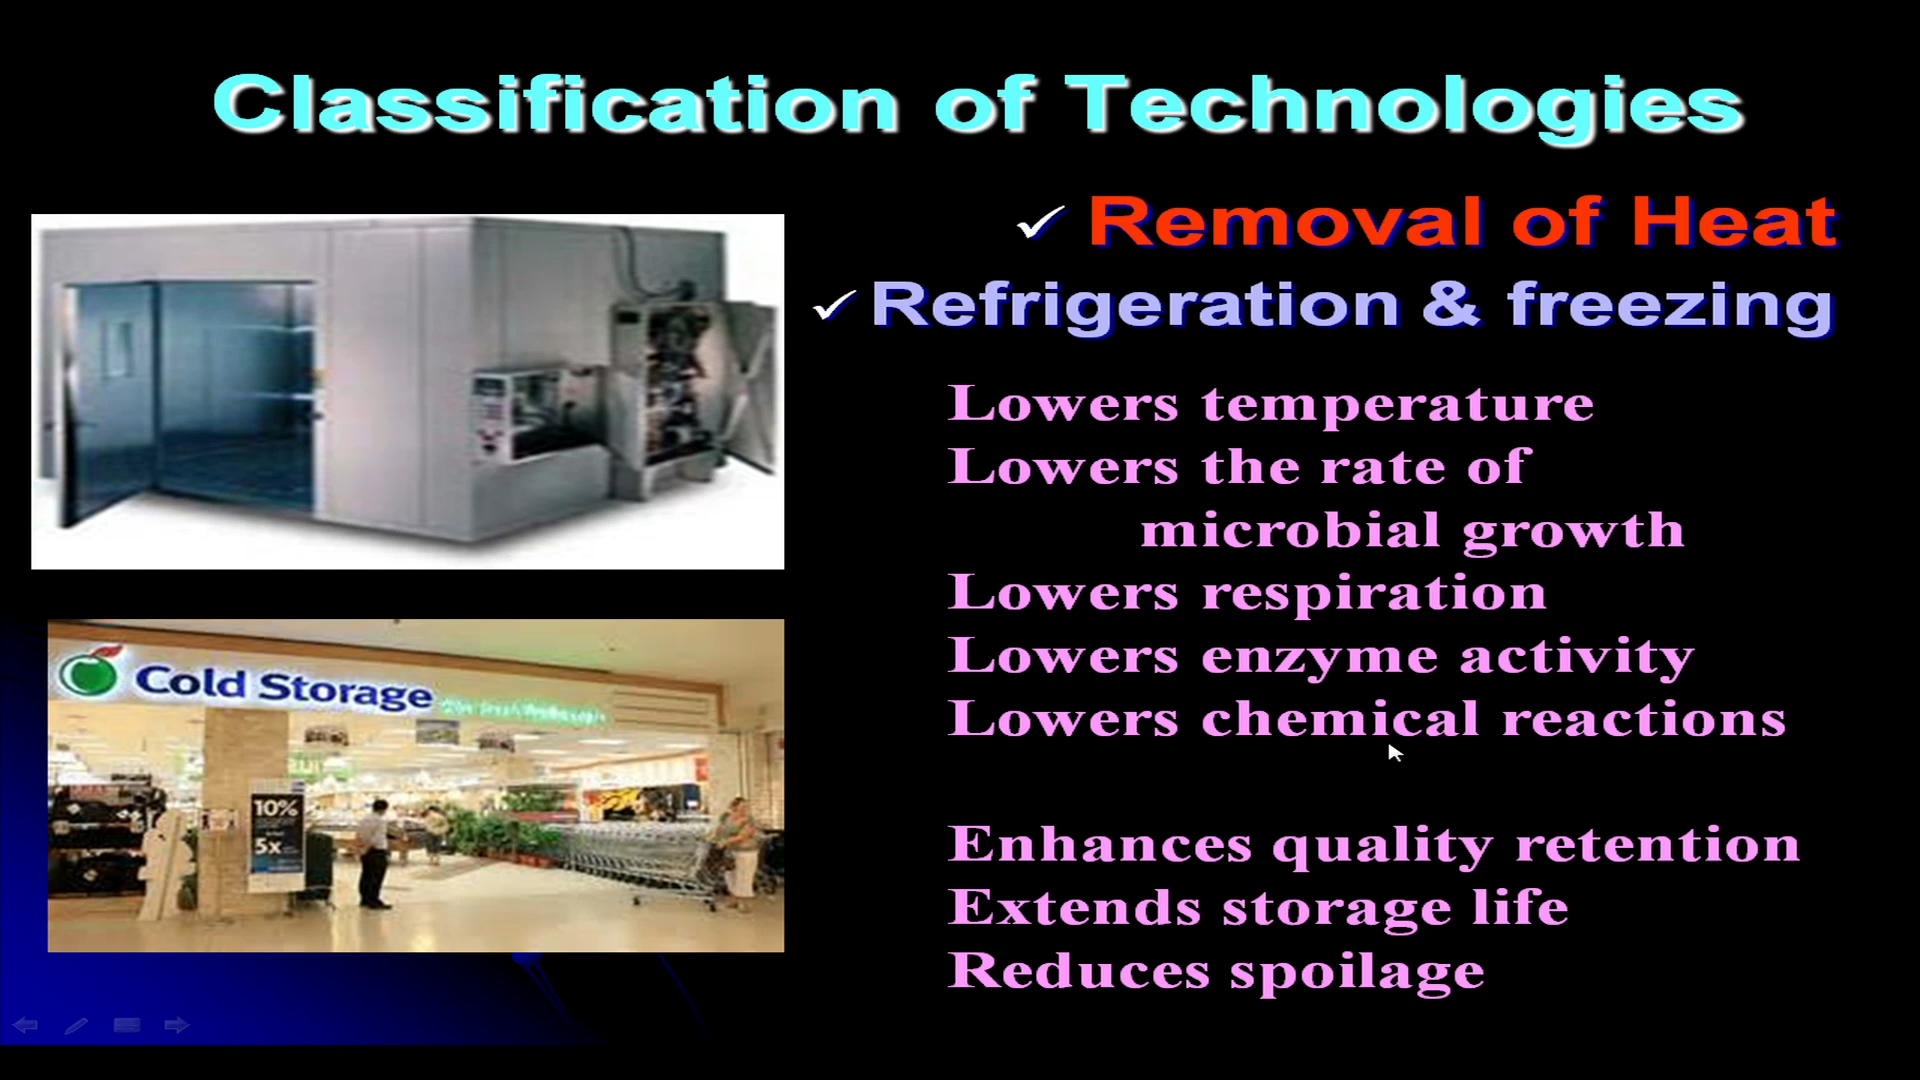 Classification of Technologies
✓ Removal of Heat
✓ Refrigeration & freezing
Lowers temperature
Lowers the rate of
microbial growth
Lowers respiration
Lowers enzyme activity
Lowers chemical reactions
Enhances quality retention
Extends storage life
Reduces spoilage
Cold Storage
10%
5x